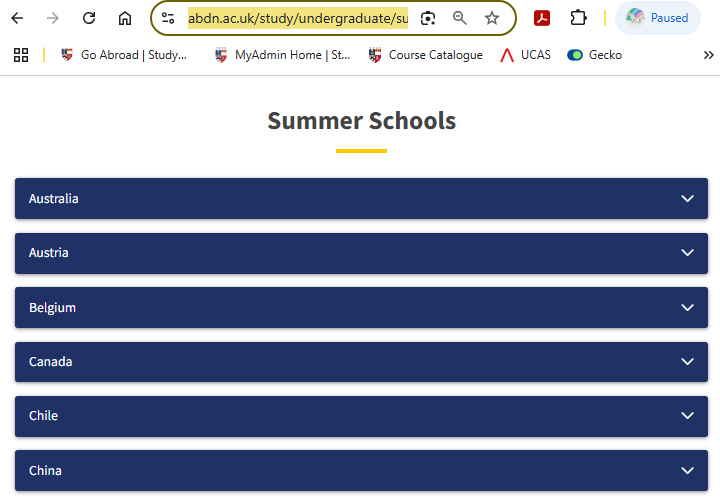 abdn.ac.uk/study/undergraduate/su
Paused
Go Abroad | Study... MyAdmin Home | St... Course Catalogue UCAS Gecko
Summer Schools
Australia
Austria
Belgium
Canada
Chile
China